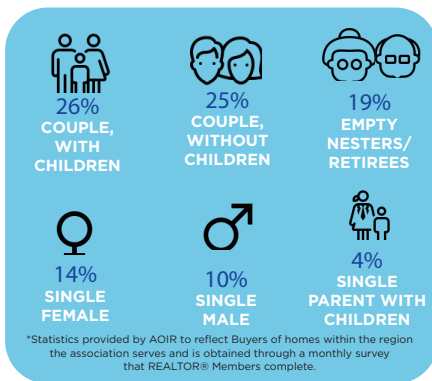 26%
COUPLE,
WITH
CHILDREN
25%
COUPLE,
WITHOUT
CHILDREN
19%
EMPTY
NESTERS/
RETIREES
14%
SINGLE
FEMALE
10%
SINGLE
MALE
4%
SINGLE
PARENT WITH
CHILDREN
*Statistics provided by AOIR to reflect Buyers of homes within the region
the association serves and is obtained through a monthly survey
that REALTOR® Members complete.